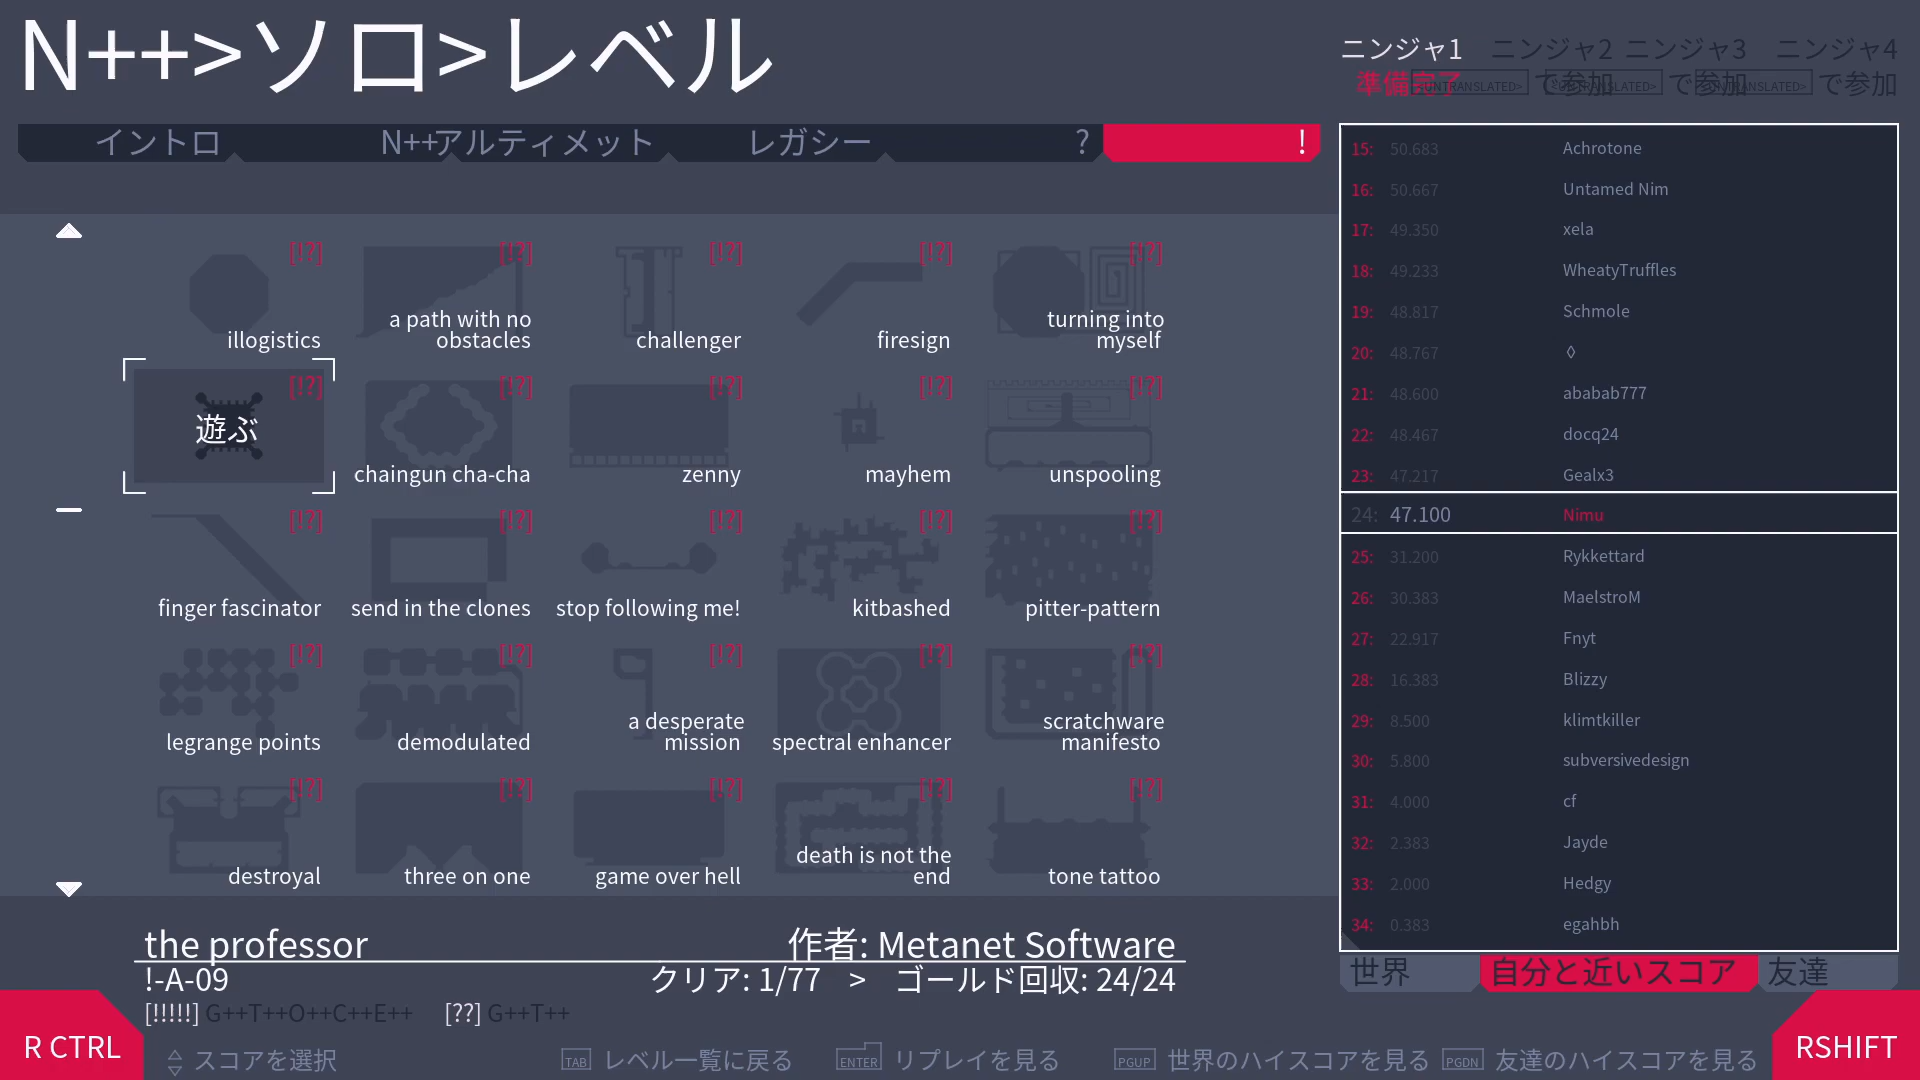 N++>ソロ>レベル
ニンジャ1 ニンジャ2 ニンジャ3 ニンジャ4
準備完了 <UNTRANSLATED> で参加 <UNTRANSLATED> で参加 <UNTRANSLATED> で参加
イントロ N++アルティメット レガシー ? !
[!?] [!?] [!?] [!?] [!?]
illogistics
a path with no
obstacles
challenger
firesign
turning into
myself
[!?] [!?] [!?] [!?] [!?]
遊ぶ
chaingun cha-cha
zenny
mayhem
unspooling
[!?] [!?] [!?] [!?] [!?]
finger fascinator
send in the clones
stop following me!
kitbashed
pitter-pattern
[!?] [!?] [!?] [!?] [!?]
legrange points
demodulated
a desperate
mission
spectral enhancer
scratchware
manifesto
[!?] [!?] [!?] [!?] [!?]
destroyal
three on one
game over hell
death is not the
end
tone tattoo
15: 50.683 Achrotone
16: 50.667 Untamed Nim
17: 49.350 xela
18: 49.233 WheatyTruffles
19: 48.817 Schmole
20: 48.767 ◊
21: 48.600 ababab777
22: 48.467 docq24
23: 47.217 Gealx3
24: 47.100 Nimu
25: 31.200 Rykkettard
26: 30.383 MaelstroM
27: 22.917 Fnyt
28: 16.383 Blizzy
29: 8.500 klimtkiller
30: 5.800 subversivedesign
31: 4.000 cf
32: 2.383 Jayde
33: 2.000 Hedgy
34: 0.383 egahbh
世界 自分と近いスコア 友達
the professor 作者: Metanet Software
!-A-09 クリア: 1/77 > ゴールド回収: 24/24
[!!!!!] G++T++O++C++E++ [??] G++T++
R CTRL
スコアを選択 TAB レベル一覧に戻る ENTER リプレイを見る PGUP 世界のハイスコアを見る PGDN 友達のハイスコアを見る
RSHIFT